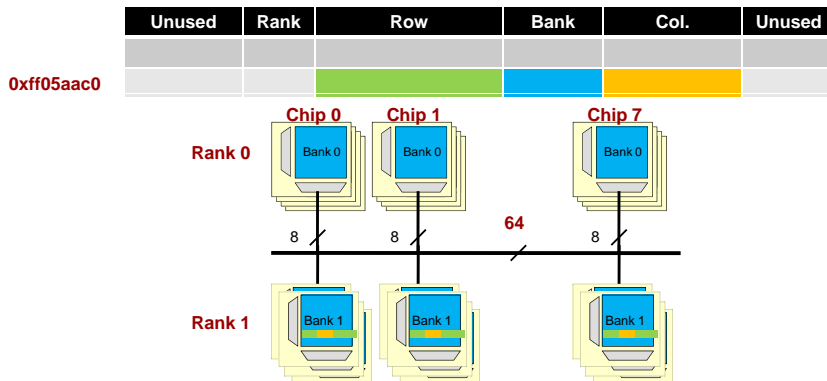 Unused Rank Row Bank Col. Unused
0xff05aac0
Chip 0 Chip 1 Chip 7
Rank 0 Bank 0 Bank 0 Bank 0
64
8 8 8
Rank 1 Bank 1 Bank 1 Bank 1